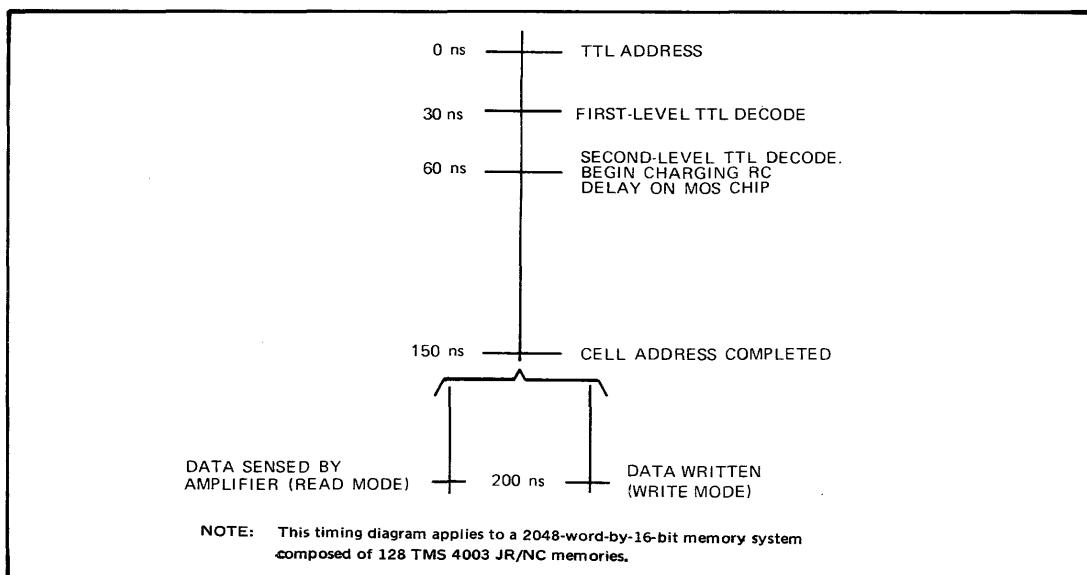 0 ns TTL ADDRESS
30 ns FIRST-LEVEL TTL DECODE
60 ns SECOND-LEVEL TTL DECODE.
BEGIN CHARGING RC
DELAY ON MOS CHIP
150 ns CELL ADDRESS COMPLETED
DATA SENSED BY
AMPLIFIER (READ MODE)
200 ns
DATA WRITTEN
(WRITE MODE)
NOTE: This timing diagram applies to a 2048-word-by-16-bit memory system
composed of 128 TMS 4003 JR/NC memories.